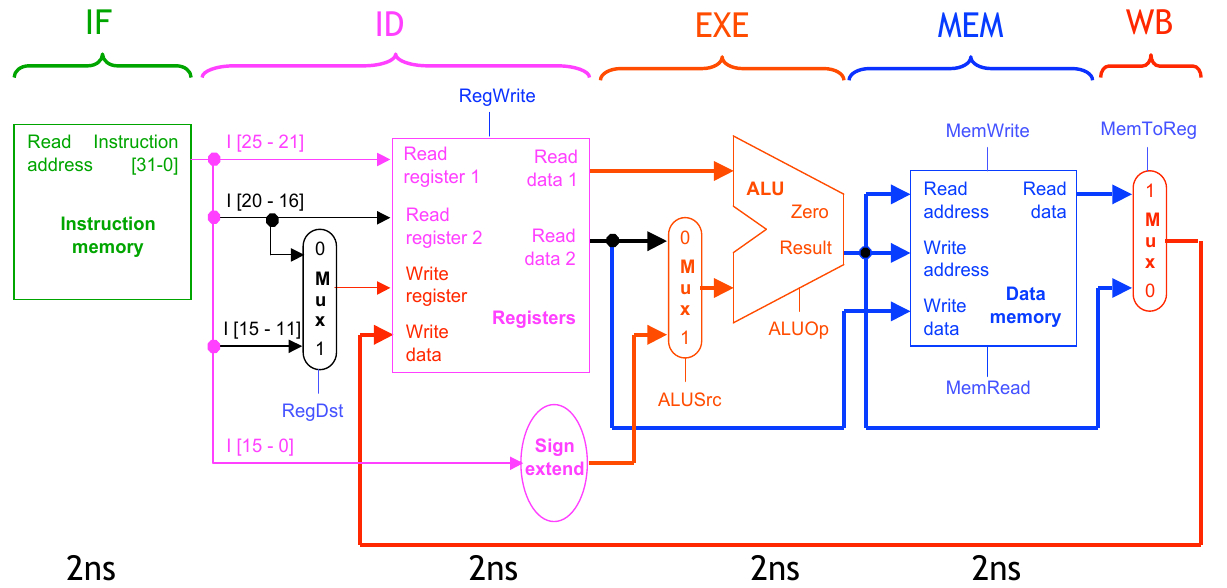 IF
ID
EXE
MEM
WB
RegWrite
MemWrite
MemToReg
Read address
Instruction [31-0]
Instruction memory
I [25 - 21]
I [20 - 16]
I [15 - 11]
I [15 - 0]
0
Mux
1
RegDst
Read register 1
Read data 1
Read register 2
Read data 2
Write register
Write data
Registers
Sign extend
0
Mux
1
ALUSrc
ALU
Zero
Result
ALUOp
Read address
Read data
Write address
Write data
Data memory
MemRead
1
Mux
0
2ns
2ns
2ns
2ns